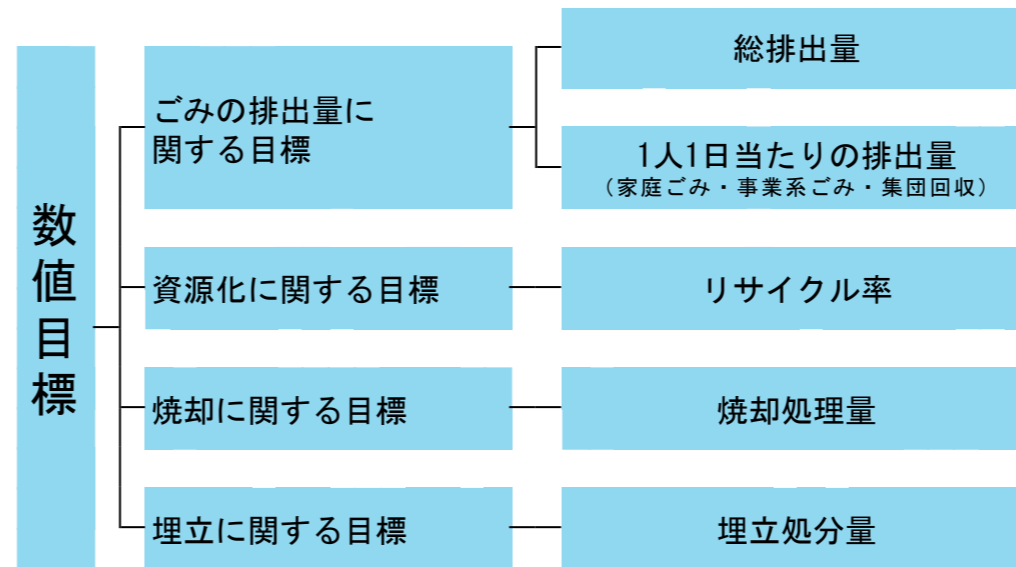 数値目標
ごみの排出量に
関する目標
総排出量
1人1日当たりの排出量
（家庭ごみ・事業系ごみ・集団回収）
資源化に関する目標
リサイクル率
焼却に関する目標
焼却処理量
埋立に関する目標
埋立処分量